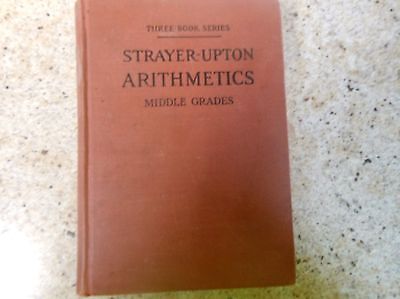 THREE-BOOK SERIES
STRAYER-UPTON
ARITHMETICS
MIDDLE GRADES